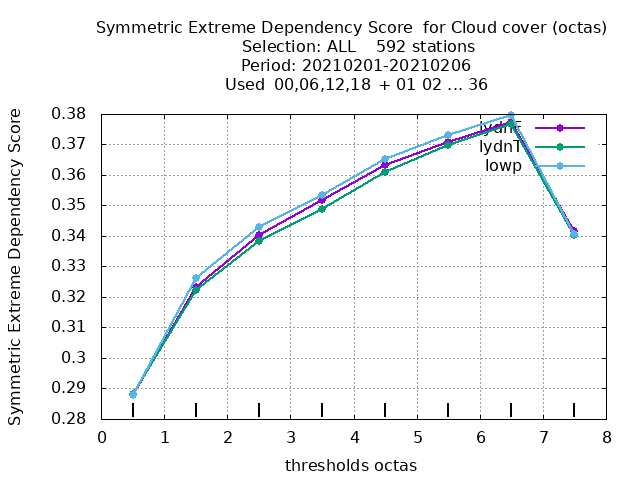 Symmetric Extreme Dependency Score for Cloud cover (octas)
Selection: ALL 592 stations
Period: 20210201-20210206
Used 00,06,12,18 + 01 02 ... 36
Symmetric Extreme Dependency Score
0.38
0.37
0.36
0.35
0.34
0.33
0.32
0.31
0.3
0.29
0.28
lydnF
lydnT
lowp
0 1 2 3 4 5 6 7 8
thresholds octas